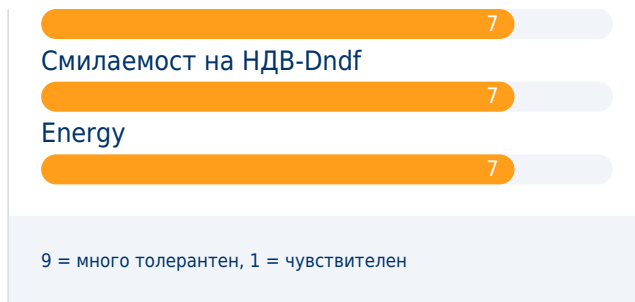 7
Смилаемост на НДВ-Dndf
7
Energy
7
9 = много толерантен, 1 = чувствителен